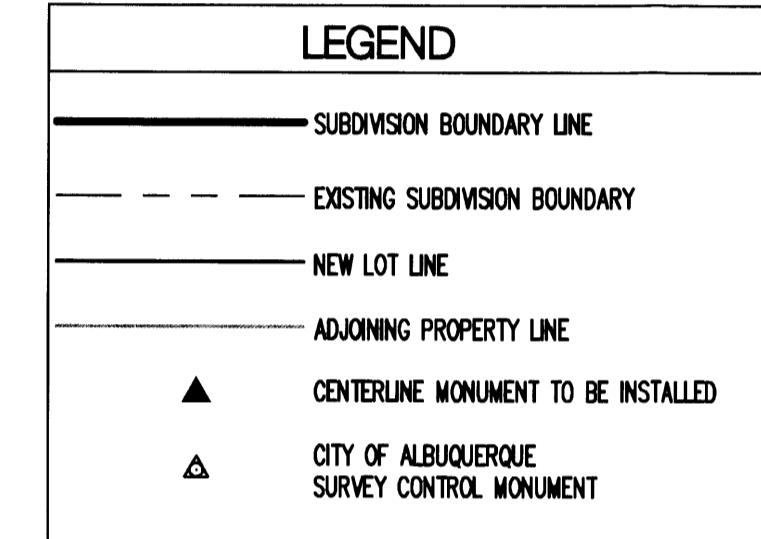 LEGEND
SUBDIVISION BOUNDARY LINE
EXISTING SUBDIVISION BOUNDARY
NEW LOT LINE
ADJOINING PROPERTY LINE
CENTERLINE MONUMENT TO BE INSTALLED
CITY OF ALBUQUERQUE
SURVEY CONTROL MONUMENT